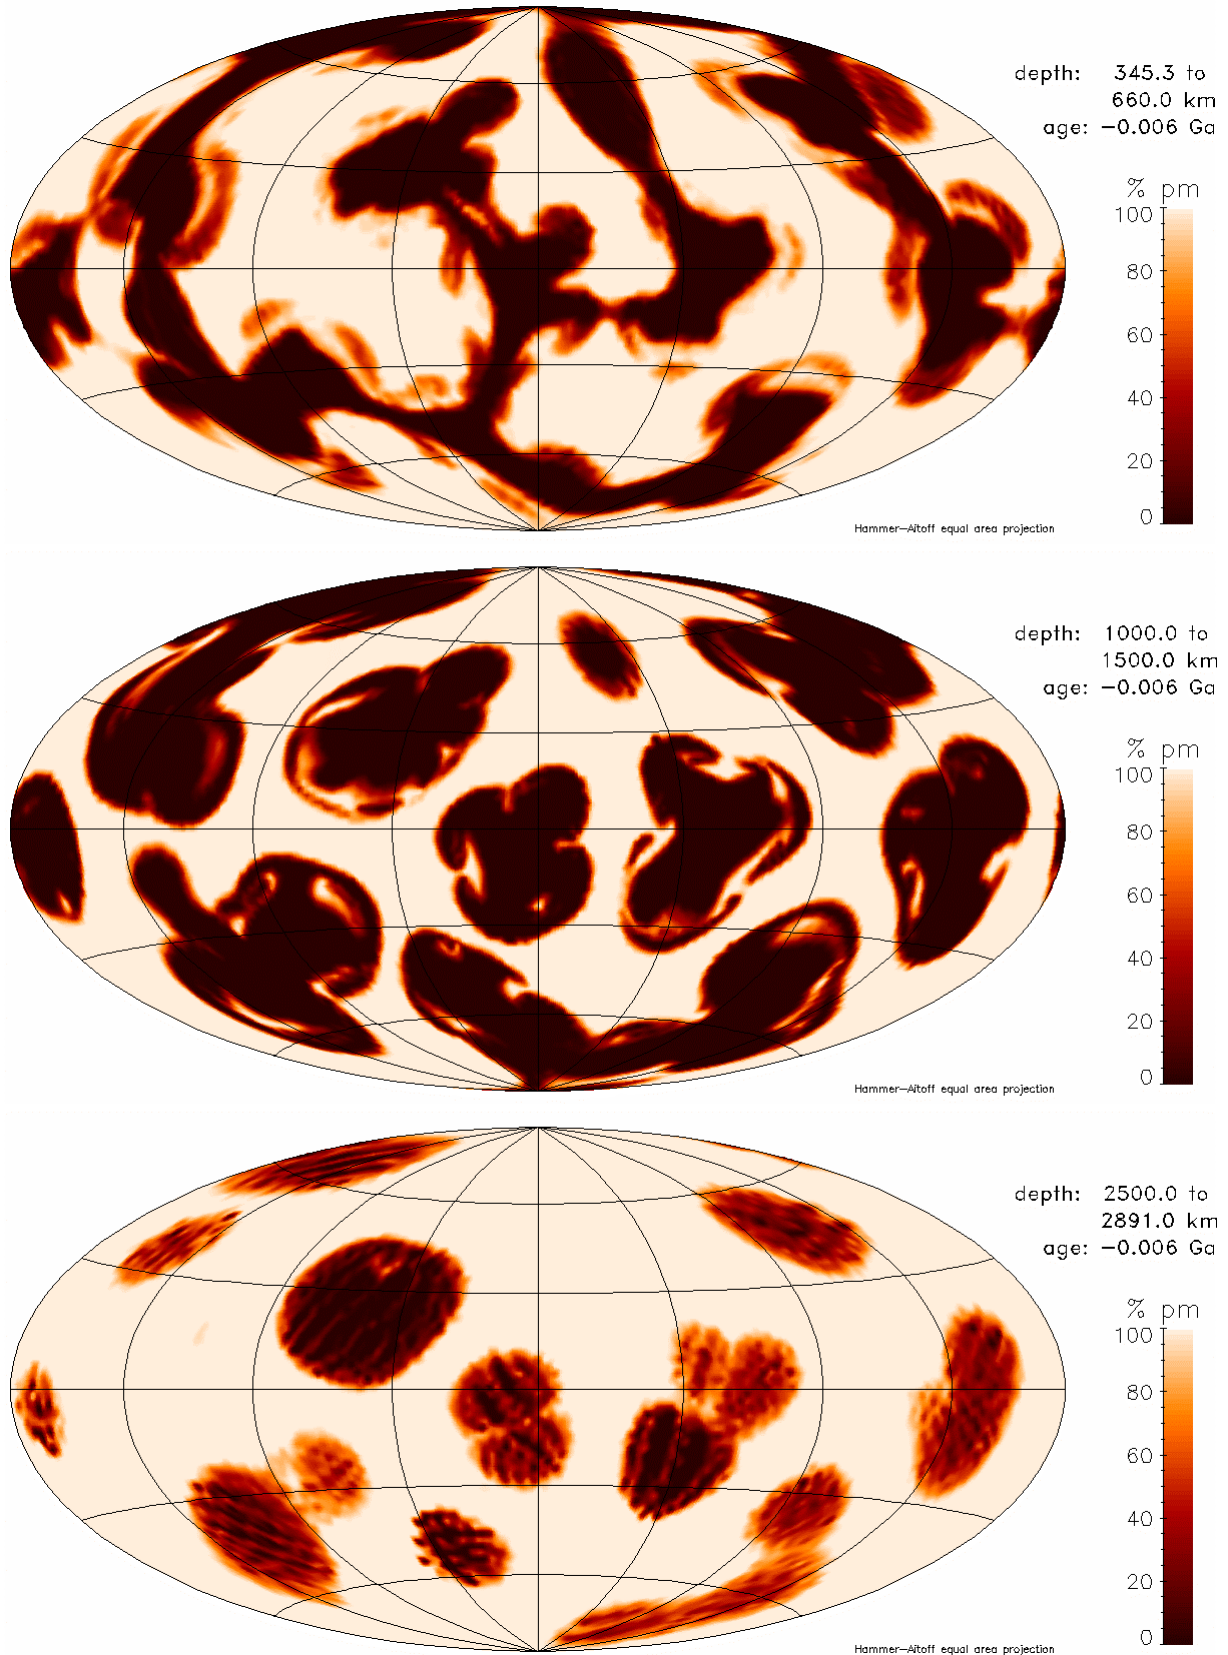 depth: 345.3 to
660.0 km
age: −0.006 Ga
% pm
100
80
60
40
20
0
Hammer–Aitoff equal area projection
depth: 1000.0 to
1500.0 km
age: −0.006 Ga
% pm
100
80
60
40
20
0
Hammer–Aitoff equal area projection
depth: 2500.0 to
2891.0 km
age: −0.006 Ga
% pm
100
80
60
40
20
0
Hammer–Aitoff equal area projection